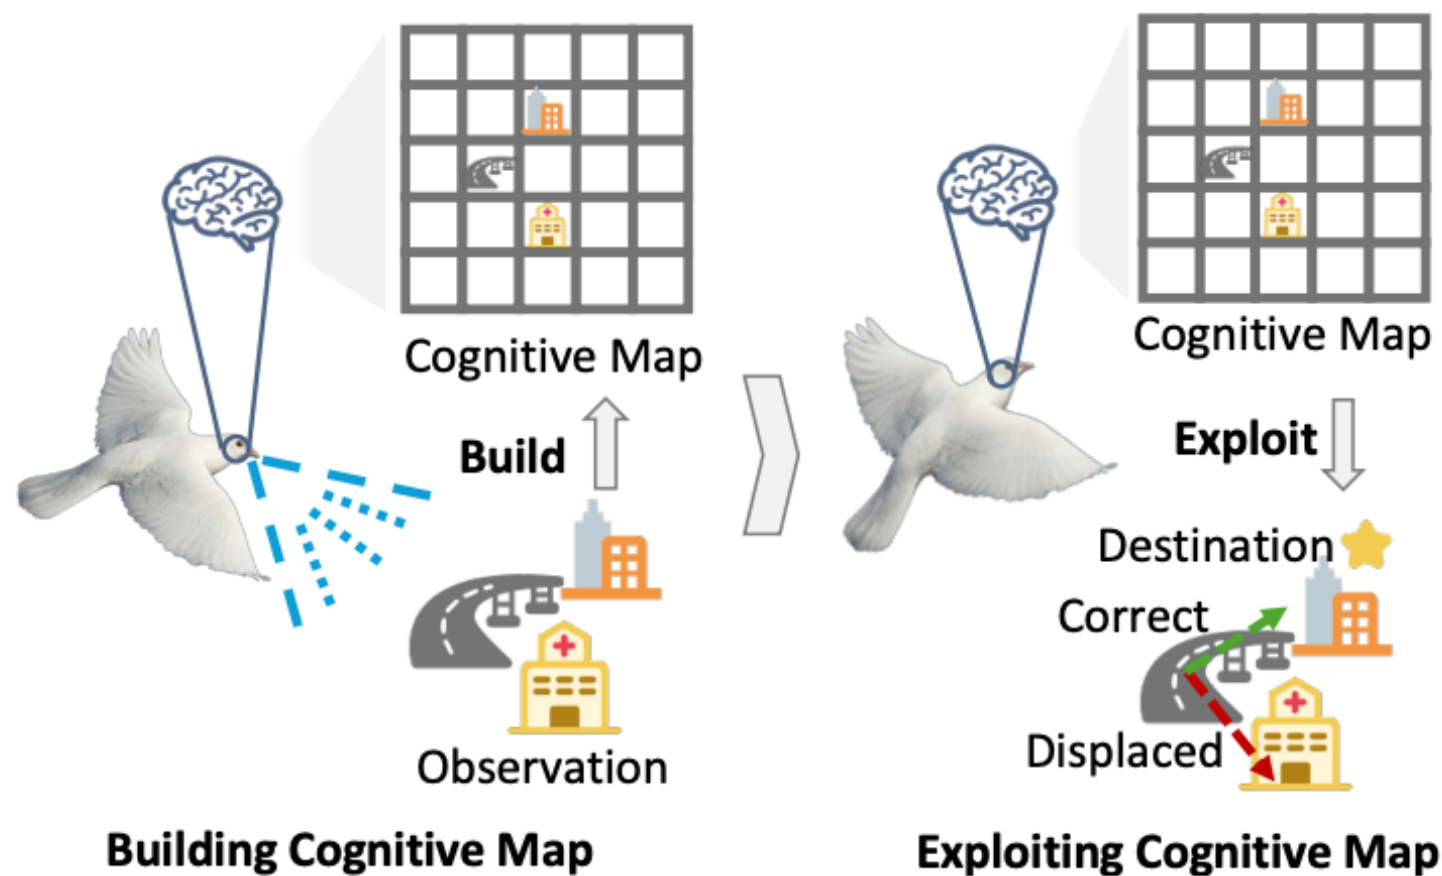 Cognitive Map
Build
Observation
Building Cognitive Map
Cognitive Map
Exploit
Destination
Correct
Displaced
Exploiting Cognitive Map